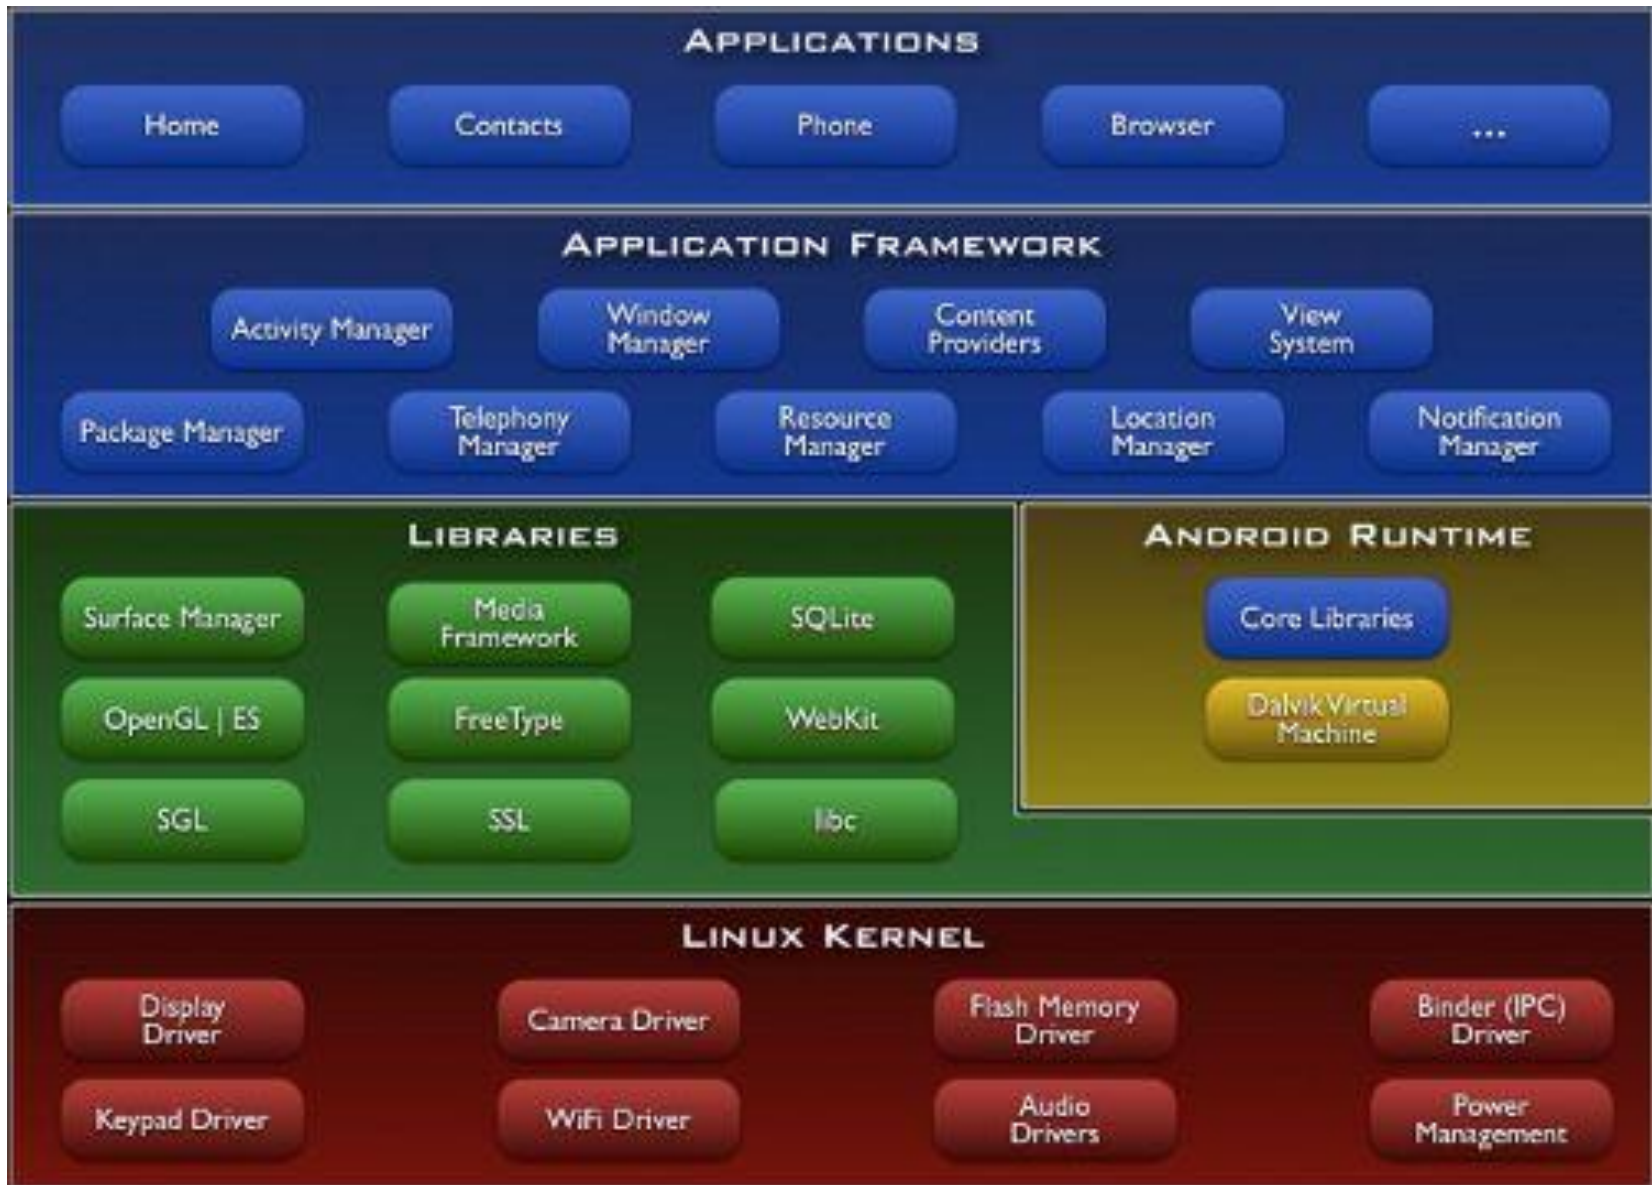 APPLICATIONS
Home
Contacts
Phone
Browser
...
APPLICATION FRAMEWORK
Activity Manager
Window
Manager
Content
Providers
View
System
Package Manager
Telephony
Manager
Resource
Manager
Location
Manager
Notification
Manager
LIBRARIES
Surface Manager
Media
Framework
SQLite
OpenGL | ES
FreeType
WebKit
SGL
SSL
libc
ANDROID RUNTIME
Core Libraries
Dalvik Virtual
Machine
LINUX KERNEL
Display
Driver
Camera Driver
Flash Memory
Driver
Binder (IPC)
Driver
Keypad Driver
WiFi Driver
Audio
Drivers
Power
Management